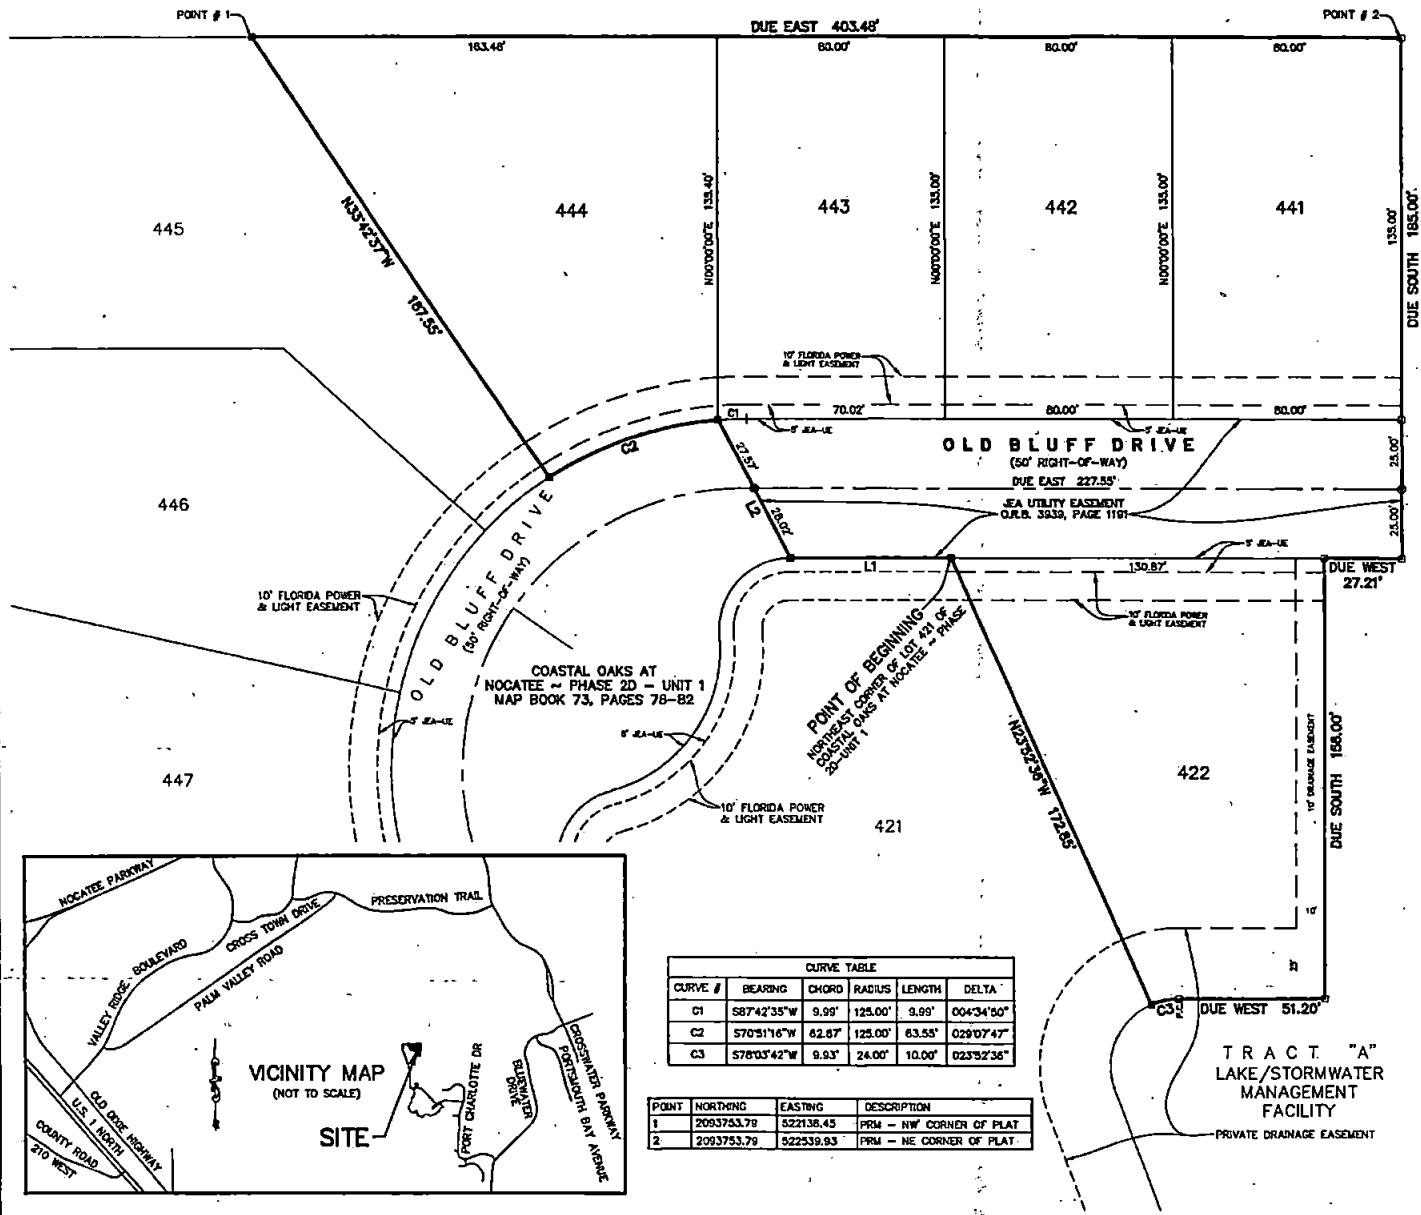 POINT # 1
DUE EAST 403.48'
POINT # 2
163.48'
80.00'
80.00'
80.00'
445
444
443
442
441
N33°42'37"W 187.55'
N00°00'00"E 135.40'
N00°00'00"E 135.00'
N00°00'00"E 135.00'
135.00'
DUE SOUTH 185.00'
10' FLORIDA POWER
& LIGHT EASEMENT
C1
70.02'
80.00'
80.00'
5' JEA-UE
5' JEA-UE
C2
27.57'
OLD BLUFF DRIVE
(50' RIGHT-OF-WAY)
DUE EAST 227.55'
25.00'
25.00'
JEA UTILITY EASEMENT
O.R.B. 3939, PAGE 1191
L2
28.02'
446
OLD BLUFF DRIVE
(50' RIGHT-OF-WAY)
5' JEA-UE
L1
130.87'
DUE WEST
27.21'
10' FLORIDA POWER
& LIGHT EASEMENT
10' FLORIDA POWER
& LIGHT EASEMENT
POINT OF BEGINNING
NORTHEAST CORNER OF LOT 421 OF
COASTAL OAKS AT NOCATEE ~ PHASE
2D-UNIT 1
COASTAL OAKS AT
NOCATEE ~ PHASE 2D - UNIT 1
MAP BOOK 73, PAGES 78-82
5' JEA-UE
5' JEA-UE
447
N23°52'36"W 172.85'
422
10' DRAINAGE EASEMENT
DUE SOUTH 158.00'
10' FLORIDA POWER
& LIGHT EASEMENT
421
10'
C3
DUE WEST 51.20'
TRACT "A"
LAKE/STORMWATER
MANAGEMENT
FACILITY
PRIVATE DRAINAGE EASEMENT
NOCATEE PARKWAY
PRESERVATION TRAIL
CROSS TOWN DRIVE
VALLEY RIDGE BOULEVARD
PALM VALLEY ROAD
VICINITY MAP
(NOT TO SCALE)
SITE
OLD DIXIE HIGHWAY
U.S. 1 NORTH
COUNTY ROAD
210 WEST
PORT CHARLOTTE DR
BLUEWATER
DRIVE
CROSSWATER PARKWAY
PORTSMOUTH BAY AVENUE
CURVE TABLE
CURVE # BEARING CHORD RADIUS LENGTH DELTA
C1 S87°42'35"W 9.99' 125.00' 9.99' 004°34'50"
C2 S70°51'16"W 62.87' 125.00' 63.55' 029°07'47"
C3 S78°03'42"W 9.93' 24.00' 10.00' 023°52'36"
POINT NORTHING EASTING DESCRIPTION
1 2093753.79 522136.45 PRM - NW CORNER OF PLAT
2 2093753.79 522539.93 PRM - NE CORNER OF PLAT